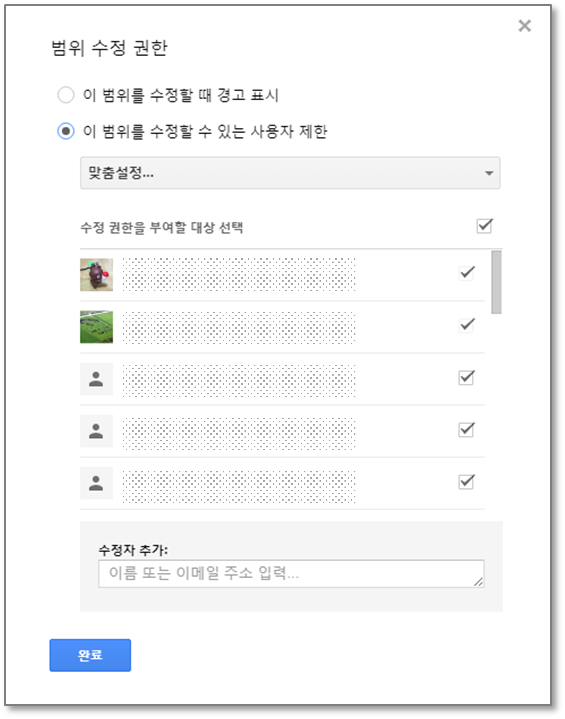 범위 수정 권한
이 범위를 수정할 때 경고 표시
이 범위를 수정할 수 있는 사용자 제한
맞춤설정...
수정 권한을 부여할 대상 선택
수정자 추가:
이름 또는 이메일 주소 입력...
완료